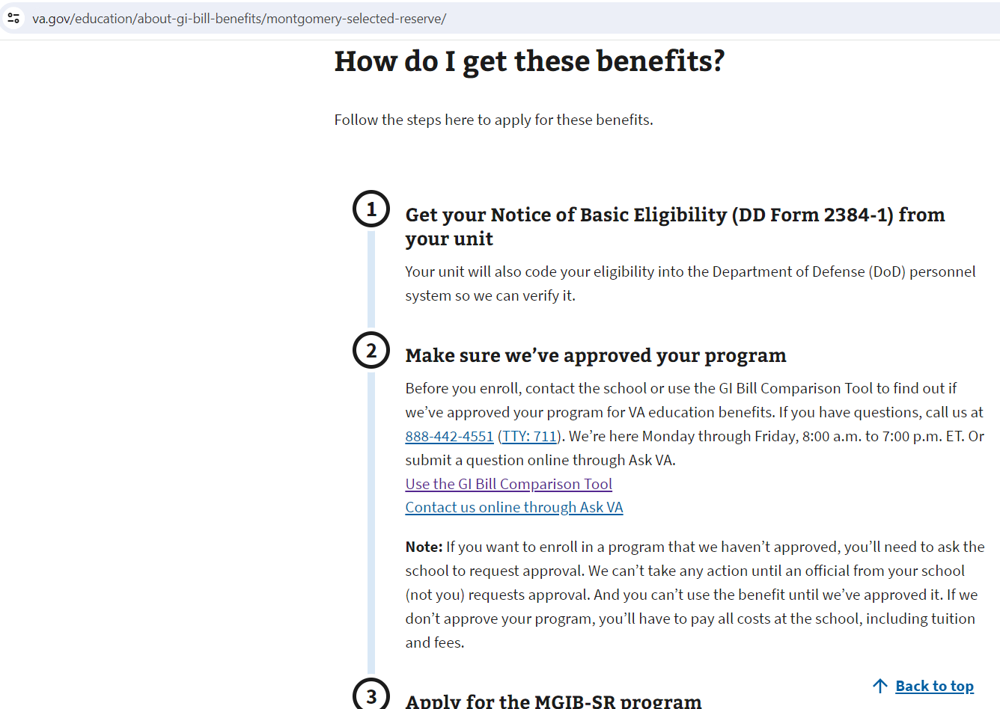 va.gov/education/about-gi-bill-benefits/montgomery-selected-reserve/
How do I get these benefits?
Follow the steps here to apply for these benefits.
1
Get your Notice of Basic Eligibility (DD Form 2384-1) from
your unit
Your unit will also code your eligibility into the Department of Defense (DoD) personnel
system so we can verify it.
2
Make sure we’ve approved your program
Before you enroll, contact the school or use the GI Bill Comparison Tool to find out if
we’ve approved your program for VA education benefits. If you have questions, call us at
888-442-4551 (TTY: 711). We’re here Monday through Friday, 8:00 a.m. to 7:00 p.m. ET. Or
submit a question online through Ask VA.
Use the GI Bill Comparison Tool
Contact us online through Ask VA
Note: If you want to enroll in a program that we haven’t approved, you’ll need to ask the
school to request approval. We can’t take any action until an official from your school
(not you) requests approval. And you can’t use the benefit until we’ve approved it. If we
don’t approve your program, you’ll have to pay all costs at the school, including tuition
and fees.
Back to top
3
Apply for the MGIB-SR program